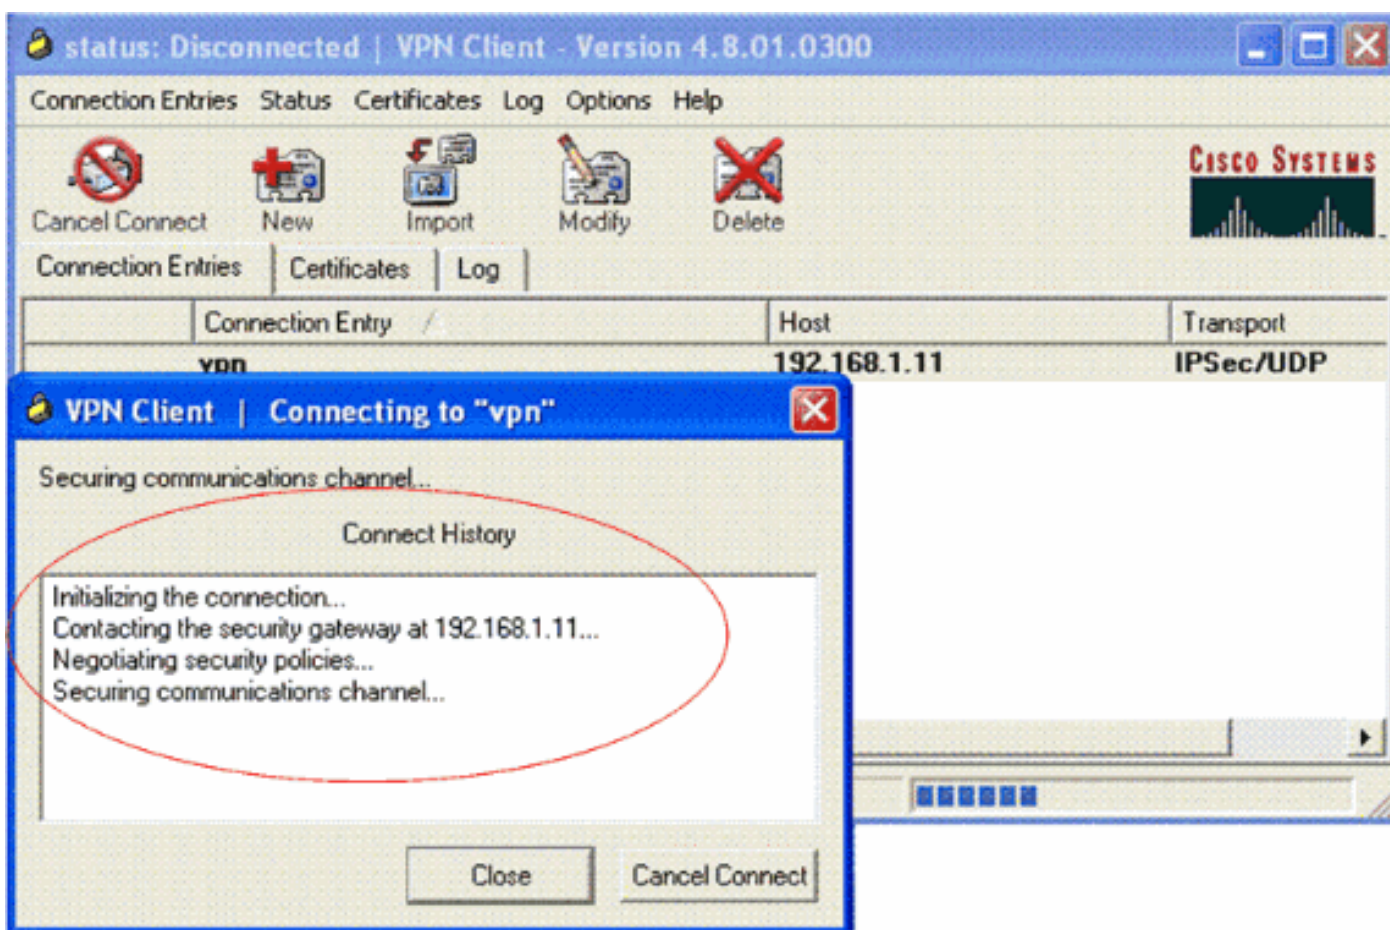 status: Disconnected | VPN Client - Version 4.8.01.0300
Connection Entries Status Certificates Log Options Help
Cancel Connect New Import Modify Delete
CISCO SYSTEMS
Connection Entries Certificates Log
Connection Entry Host Transport
vpn 192.168.1.11 IPSec/UDP
VPN Client | Connecting to "vpn"
Securing communications channel...
Connect History
Initializing the connection...
Contacting the security gateway at 192.168.1.11...
Negotiating security policies...
Securing communications channel...
Close Cancel Connect